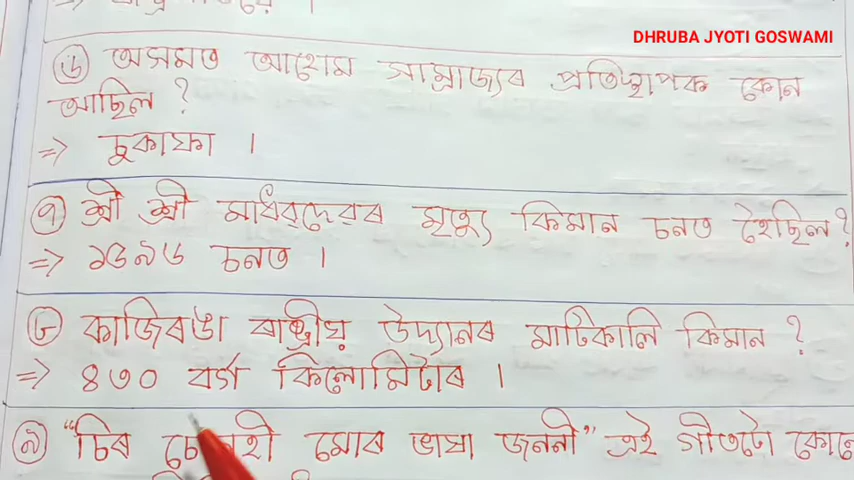 DHRUBA JYOTI GOSWAMI
৬ অসমত আহোম সাম্ৰাজ্যৰ প্ৰতিস্থাপক কোন
আছিল ?
=> চুকাফা ।
৭ শ্ৰী শ্ৰী মাধৱদেৱৰ মৃত্যু কিমান চনত হৈছিল ?
=> ১৫৯৬ চনত ।
৮ কাজিৰঙা ৰাষ্ট্ৰীয় উদ্যানৰ মাটিকালি কিমান ?
=> ৪৩০ বৰ্গ কিলোমিটাৰ ।
৯ "চিৰ মোৰ ভাষা জননী" এই গীতটো